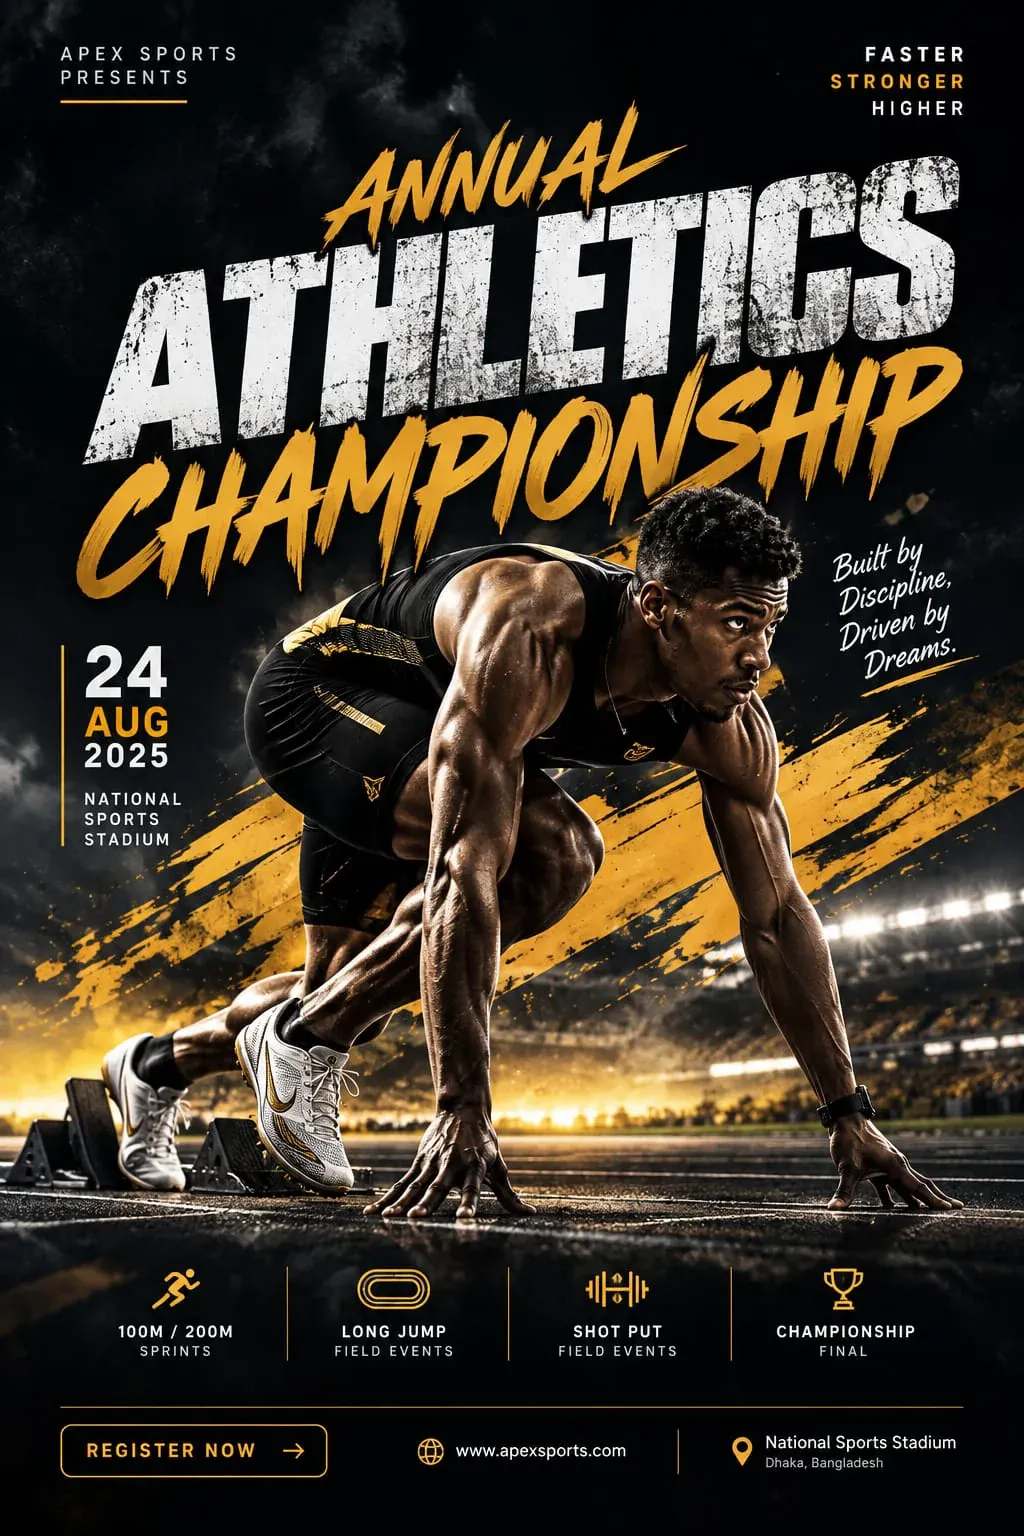 APEX SPORTS
PRESENTS
FASTER
STRONGER
HIGHER
ANNUAL
ATHLETICS
CHAMPIONSHIP
Built by
Discipline,
Driven by
Dreams.
24
AUG
2025
NATIONAL
SPORTS
STADIUM
100M / 200M
SPRINTS
LONG JUMP
FIELD EVENTS
SHOT PUT
FIELD EVENTS
CHAMPIONSHIP
FINAL
REGISTER NOW →
www.apexsports.com
National Sports Stadium
Dhaka, Bangladesh